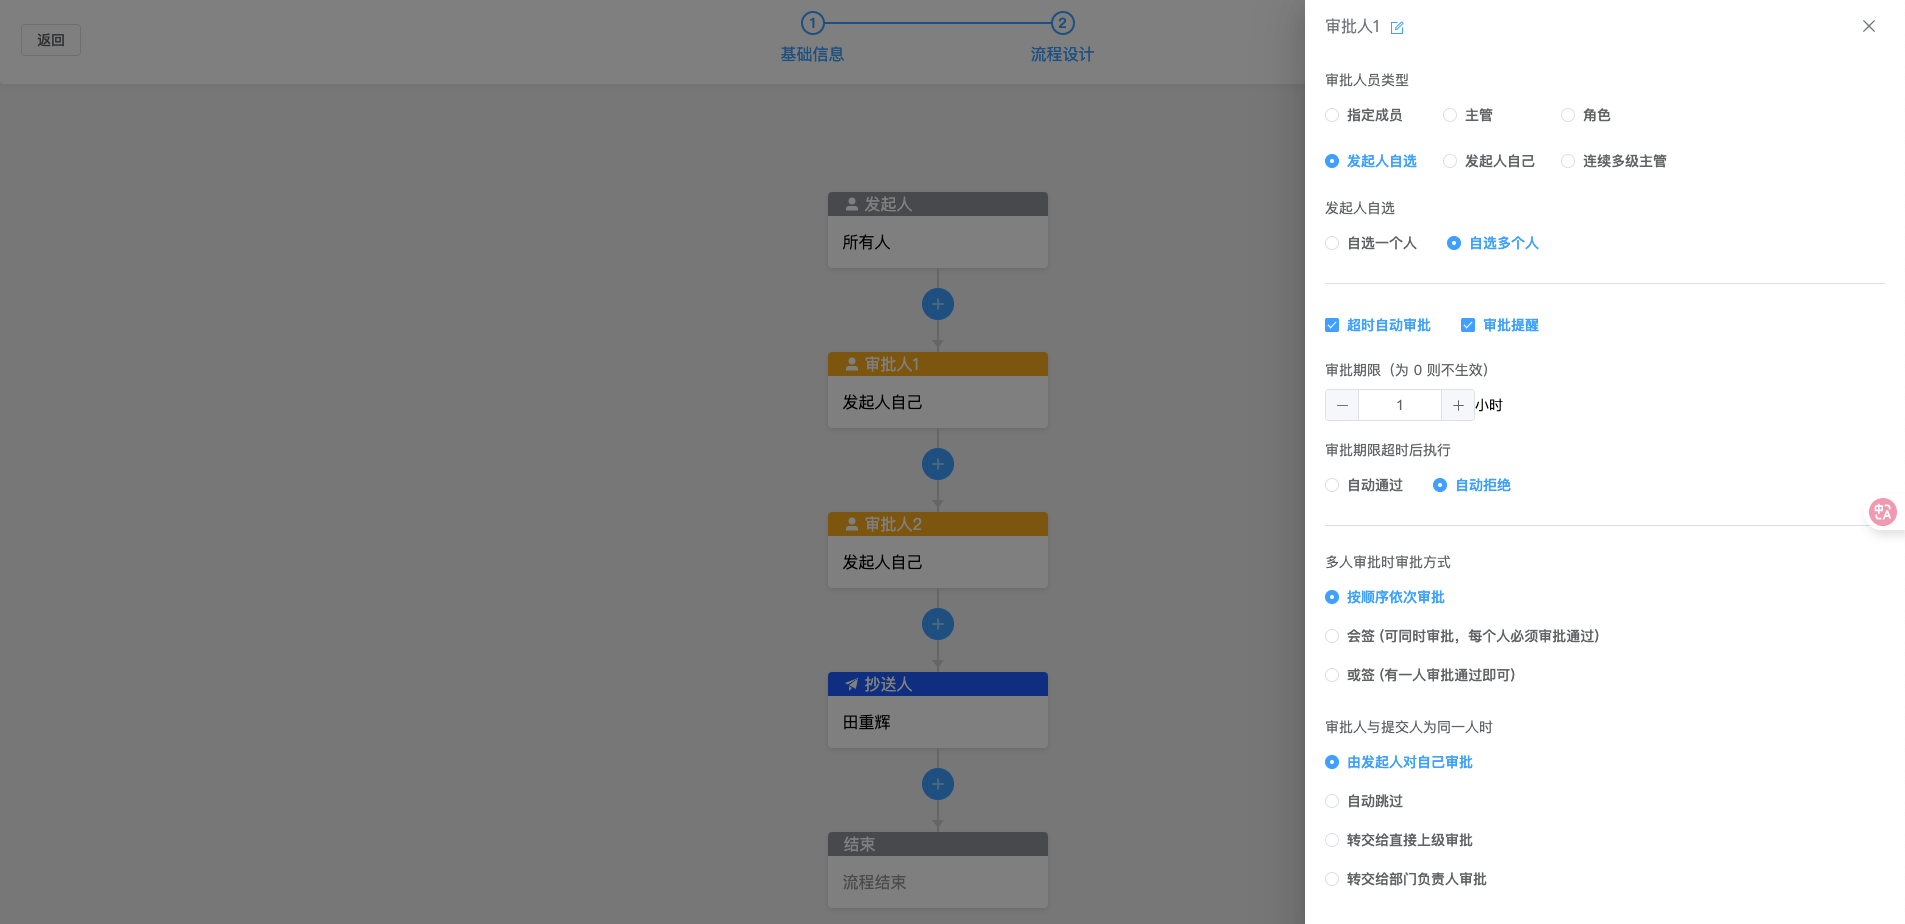 返回
1
2
基础信息
流程设计
发起人
所有人
审批人1
发起人自己
审批人2
发起人自己
抄送人
田重辉
结束
流程结束
审批人1
审批人员类型
指定成员 主管 角色
发起人自选 发起人自己 连续多级主管
发起人自选
自选一个人 自选多个人
超时自动审批 审批提醒
审批期限（为 0 则不生效）
1 小时
审批期限超时后执行
自动通过 自动拒绝
多人审批时审批方式
按顺序依次审批
会签 (可同时审批，每个人必须审批通过)
或签 (有一人审批通过即可)
审批人与提交人为同一人时
由发起人对自己审批
自动跳过
转交给直接上级审批
转交给部门负责人审批
中A